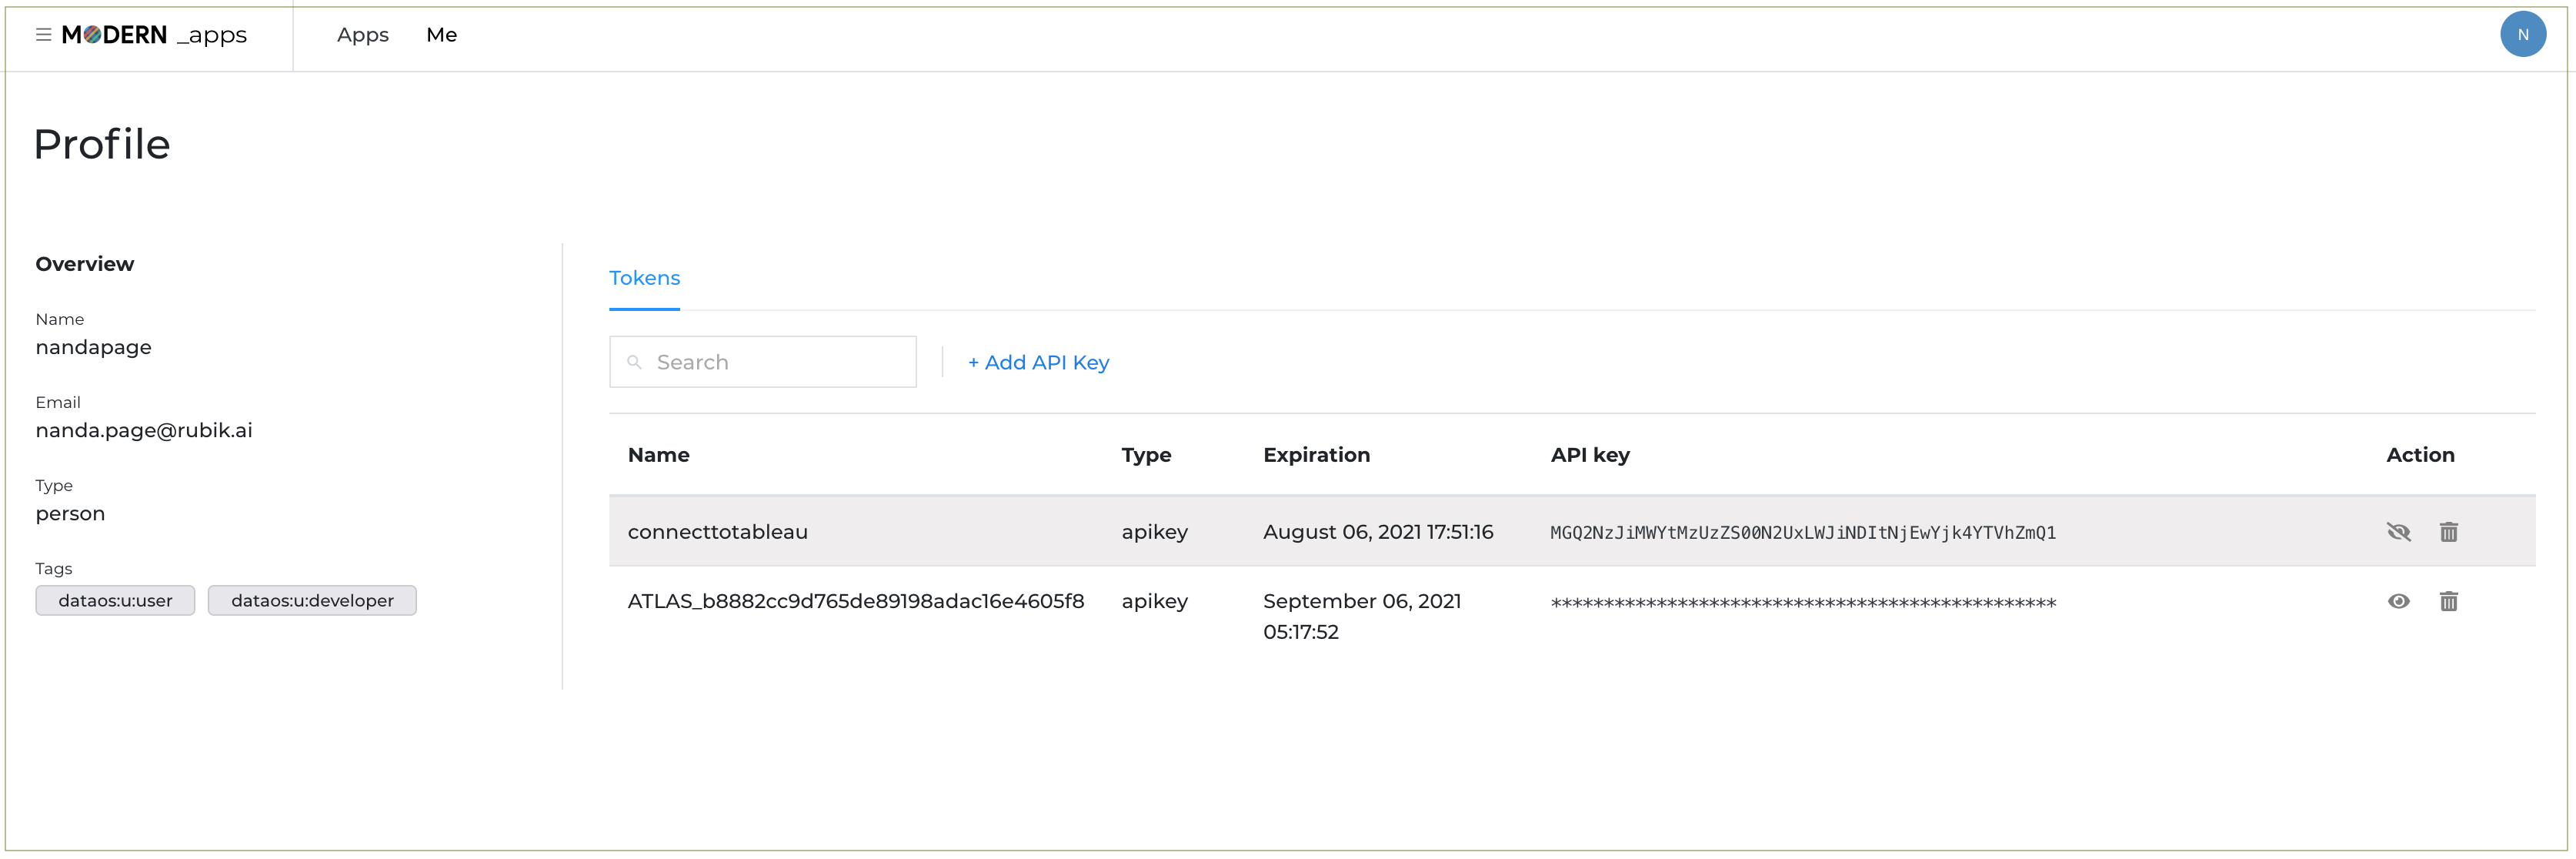 MODERN _apps Apps Me N
Profile
Overview
Name
nandapage
Email
nanda.page@rubik.ai
Type
person
Tags
dataos:u:user dataos:u:developer
Tokens
Search + Add API Key
Name Type Expiration API key Action
connecttotableau apikey August 06, 2021 17:51:16 MGQ2NzJiMWYtMzUzZS00N2UxLWJiNDItNjEwYjk4YTVhZmQ1
ATLAS_b8882cc9d765de89198adac16e4605f8 apikey September 06, 2021 ************************************************
05:17:52